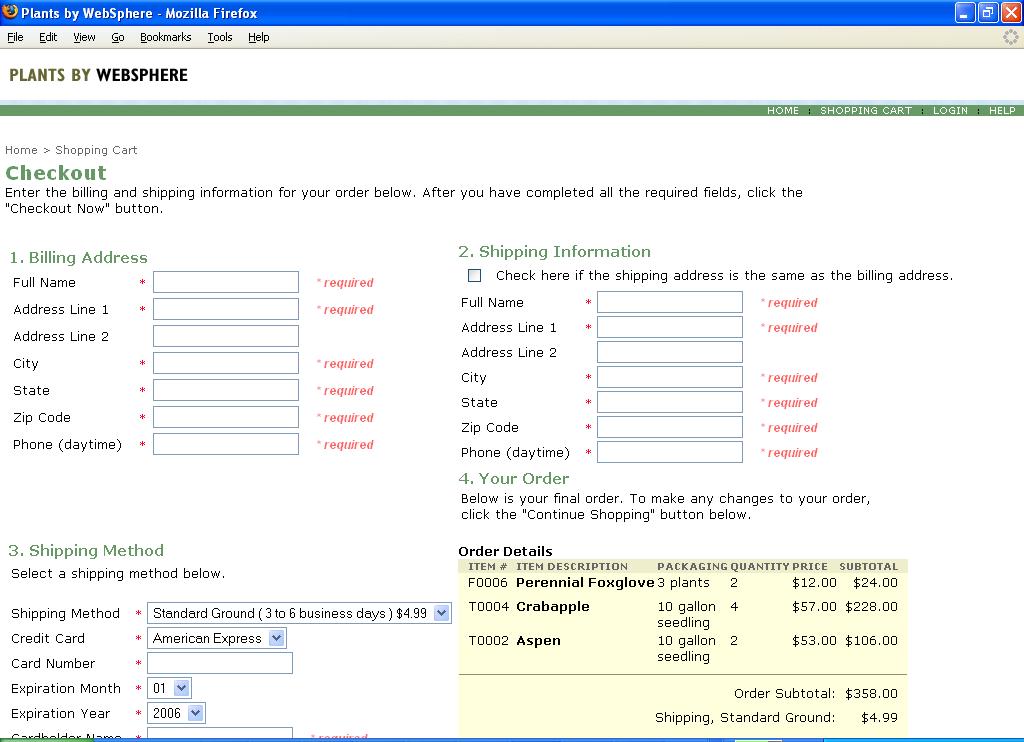 Plants by WebSphere - Mozilla Firefox
File Edit View Go Bookmarks Tools Help
PLANTS BY WEBSPHERE
HOME : SHOPPING CART : LOGIN : HELP
Home > Shopping Cart
Checkout
Enter the billing and shipping information for your order below. After you have completed all the required fields, click the
"Checkout Now" button.
1. Billing Address
Full Name * * required
Address Line 1 * * required
Address Line 2
City * * required
State * * required
Zip Code * * required
Phone (daytime) * * required
2. Shipping Information
Check here if the shipping address is the same as the billing address.
Full Name * * required
Address Line 1 * * required
Address Line 2
City * * required
State * * required
Zip Code * * required
Phone (daytime) * * required
3. Shipping Method
Select a shipping method below.
Shipping Method * Standard Ground ( 3 to 6 business days ) $4.99
Credit Card * American Express
Card Number *
Expiration Month * 01
Expiration Year * 2006
Cardholder Name * * required
4. Your Order
Below is your final order. To make any changes to your order,
click the "Continue Shopping" button below.
Order Details
ITEM # ITEM DESCRIPTION PACKAGING QUANTITY PRICE SUBTOTAL
F0006 Perennial Foxglove 3 plants 2 $12.00 $24.00
T0004 Crabapple 10 gallon 4 $57.00 $228.00
seedling
T0002 Aspen 10 gallon 2 $53.00 $106.00
seedling
Order Subtotal: $358.00
Shipping, Standard Ground: $4.99